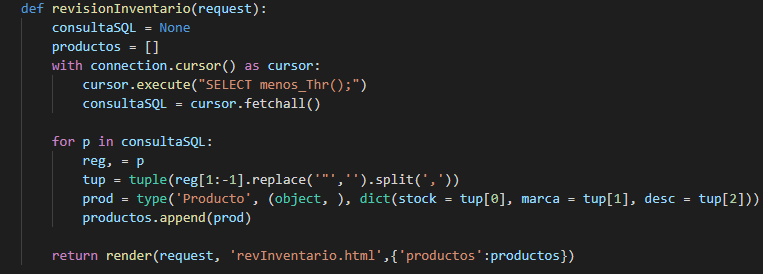 def revisionInventario(request):
    consultaSQL = None
    productos = []
    with connection.cursor() as cursor:
        cursor.execute("SELECT menos_Thr();")
        consultaSQL = cursor.fetchall()

    for p in consultaSQL:
        reg, = p
        tup = tuple(reg[1:-1].replace('"','').split(','))
        prod = type('Producto', (object, ), dict(stock = tup[0], marca = tup[1], desc = tup[2]))
        productos.append(prod)

    return render(request, 'revInventario.html',{'productos':productos})